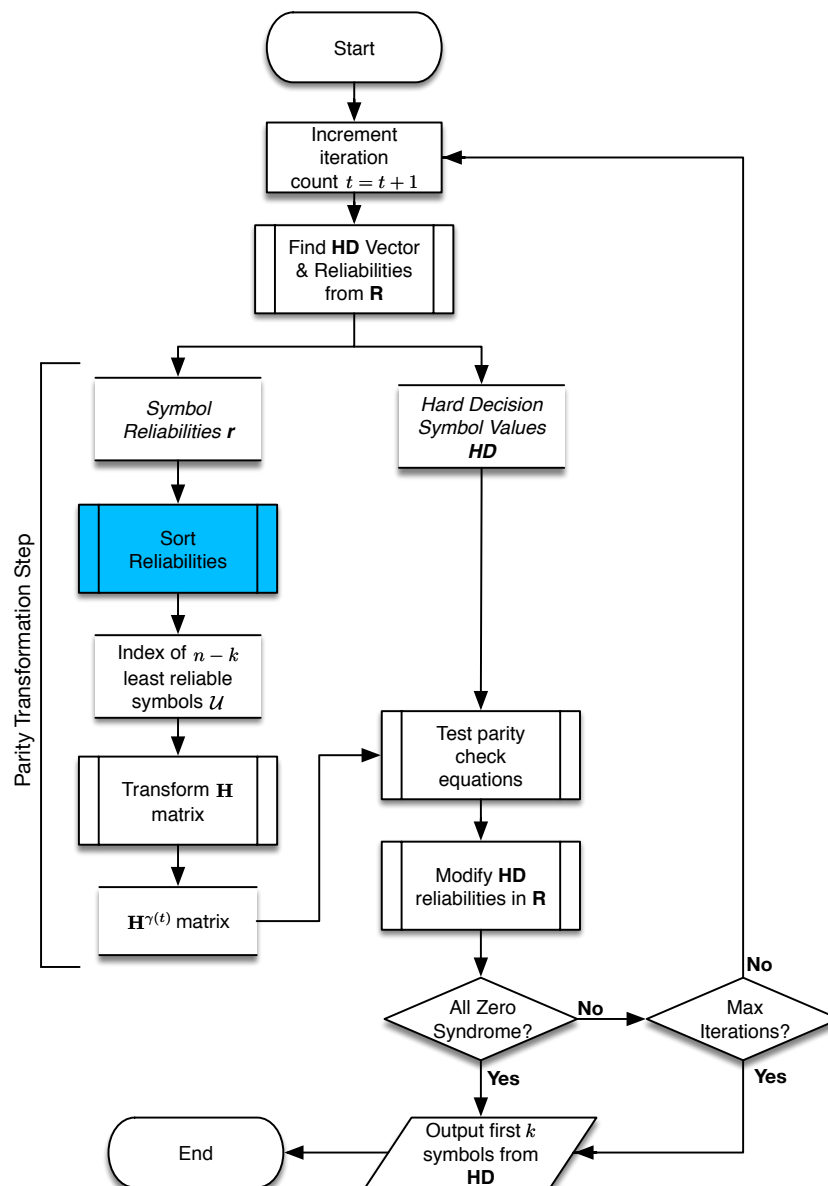 Start
Increment
iteration
count t = t + 1
Find HD Vector
& Reliabilities
from R
Parity Transformation Step
Symbol
Reliabilities r
Hard Decision
Symbol Values
HD
Sort
Reliabilities
Index of n − k
least reliable
symbols 𝒰
Transform H
matrix
Test parity
check
equations
H^γ(t) matrix
Modify HD
reliabilities in R
No
All Zero
Syndrome?
No
Max
Iterations?
Yes
Yes
End
Output first k
symbols from
HD